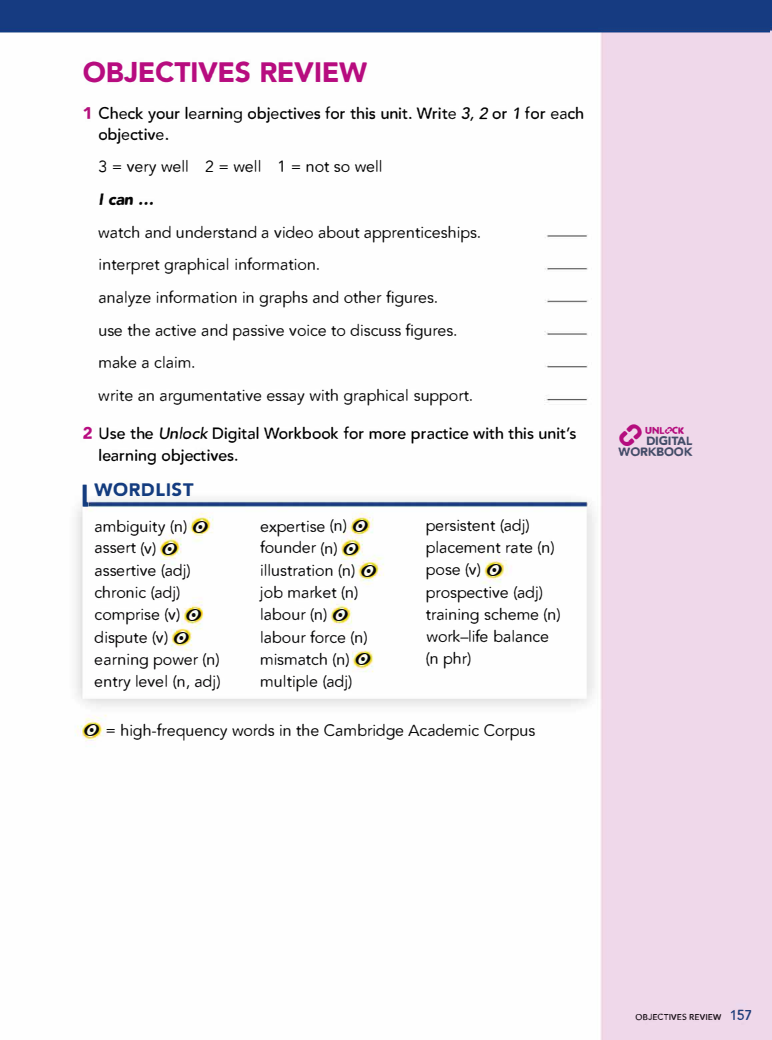 OBJECTIVES REVIEW
1 Check your learning objectives for this unit. Write 3, 2 or 1 for each
objective.
3 = very well 2 = well 1 = not so well
I can ...
watch and understand a video about apprenticeships.
interpret graphical information.
analyze information in graphs and other figures.
use the active and passive voice to discuss figures.
make a claim.
write an argumentative essay with graphical support.
2 Use the Unlock Digital Workbook for more practice with this unit's
learning objectives.
UNLOCK
DIGITAL
WORKBOOK
WORDLIST
ambiguity (n)
assert (v)
assertive (adj)
chronic (adj)
comprise (v)
dispute (v)
earning power (n)
entry level (n, adj)
expertise (n)
founder (n)
illustration (n)
job market (n)
labour (n)
labour force (n)
mismatch (n)
multiple (adj)
persistent (adj)
placement rate (n)
pose (v)
prospective (adj)
training scheme (n)
work–life balance
(n phr)
= high-frequency words in the Cambridge Academic Corpus
OBJECTIVES REVIEW 157